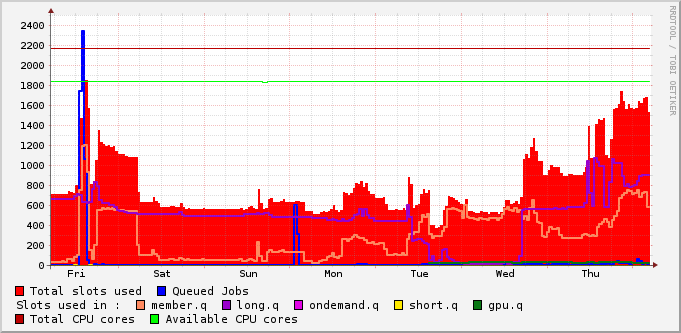 RRDTOOL / TOBI OETIKER
2400
2200
2000
1800
1600
1400
1200
1000
800
600
400
200
0
Fri Sat Sun Mon Tue Wed Thu
Total slots used Queued Jobs
Slots used in : member.q long.q ondemand.q short.q gpu.q
Total CPU cores Available CPU cores